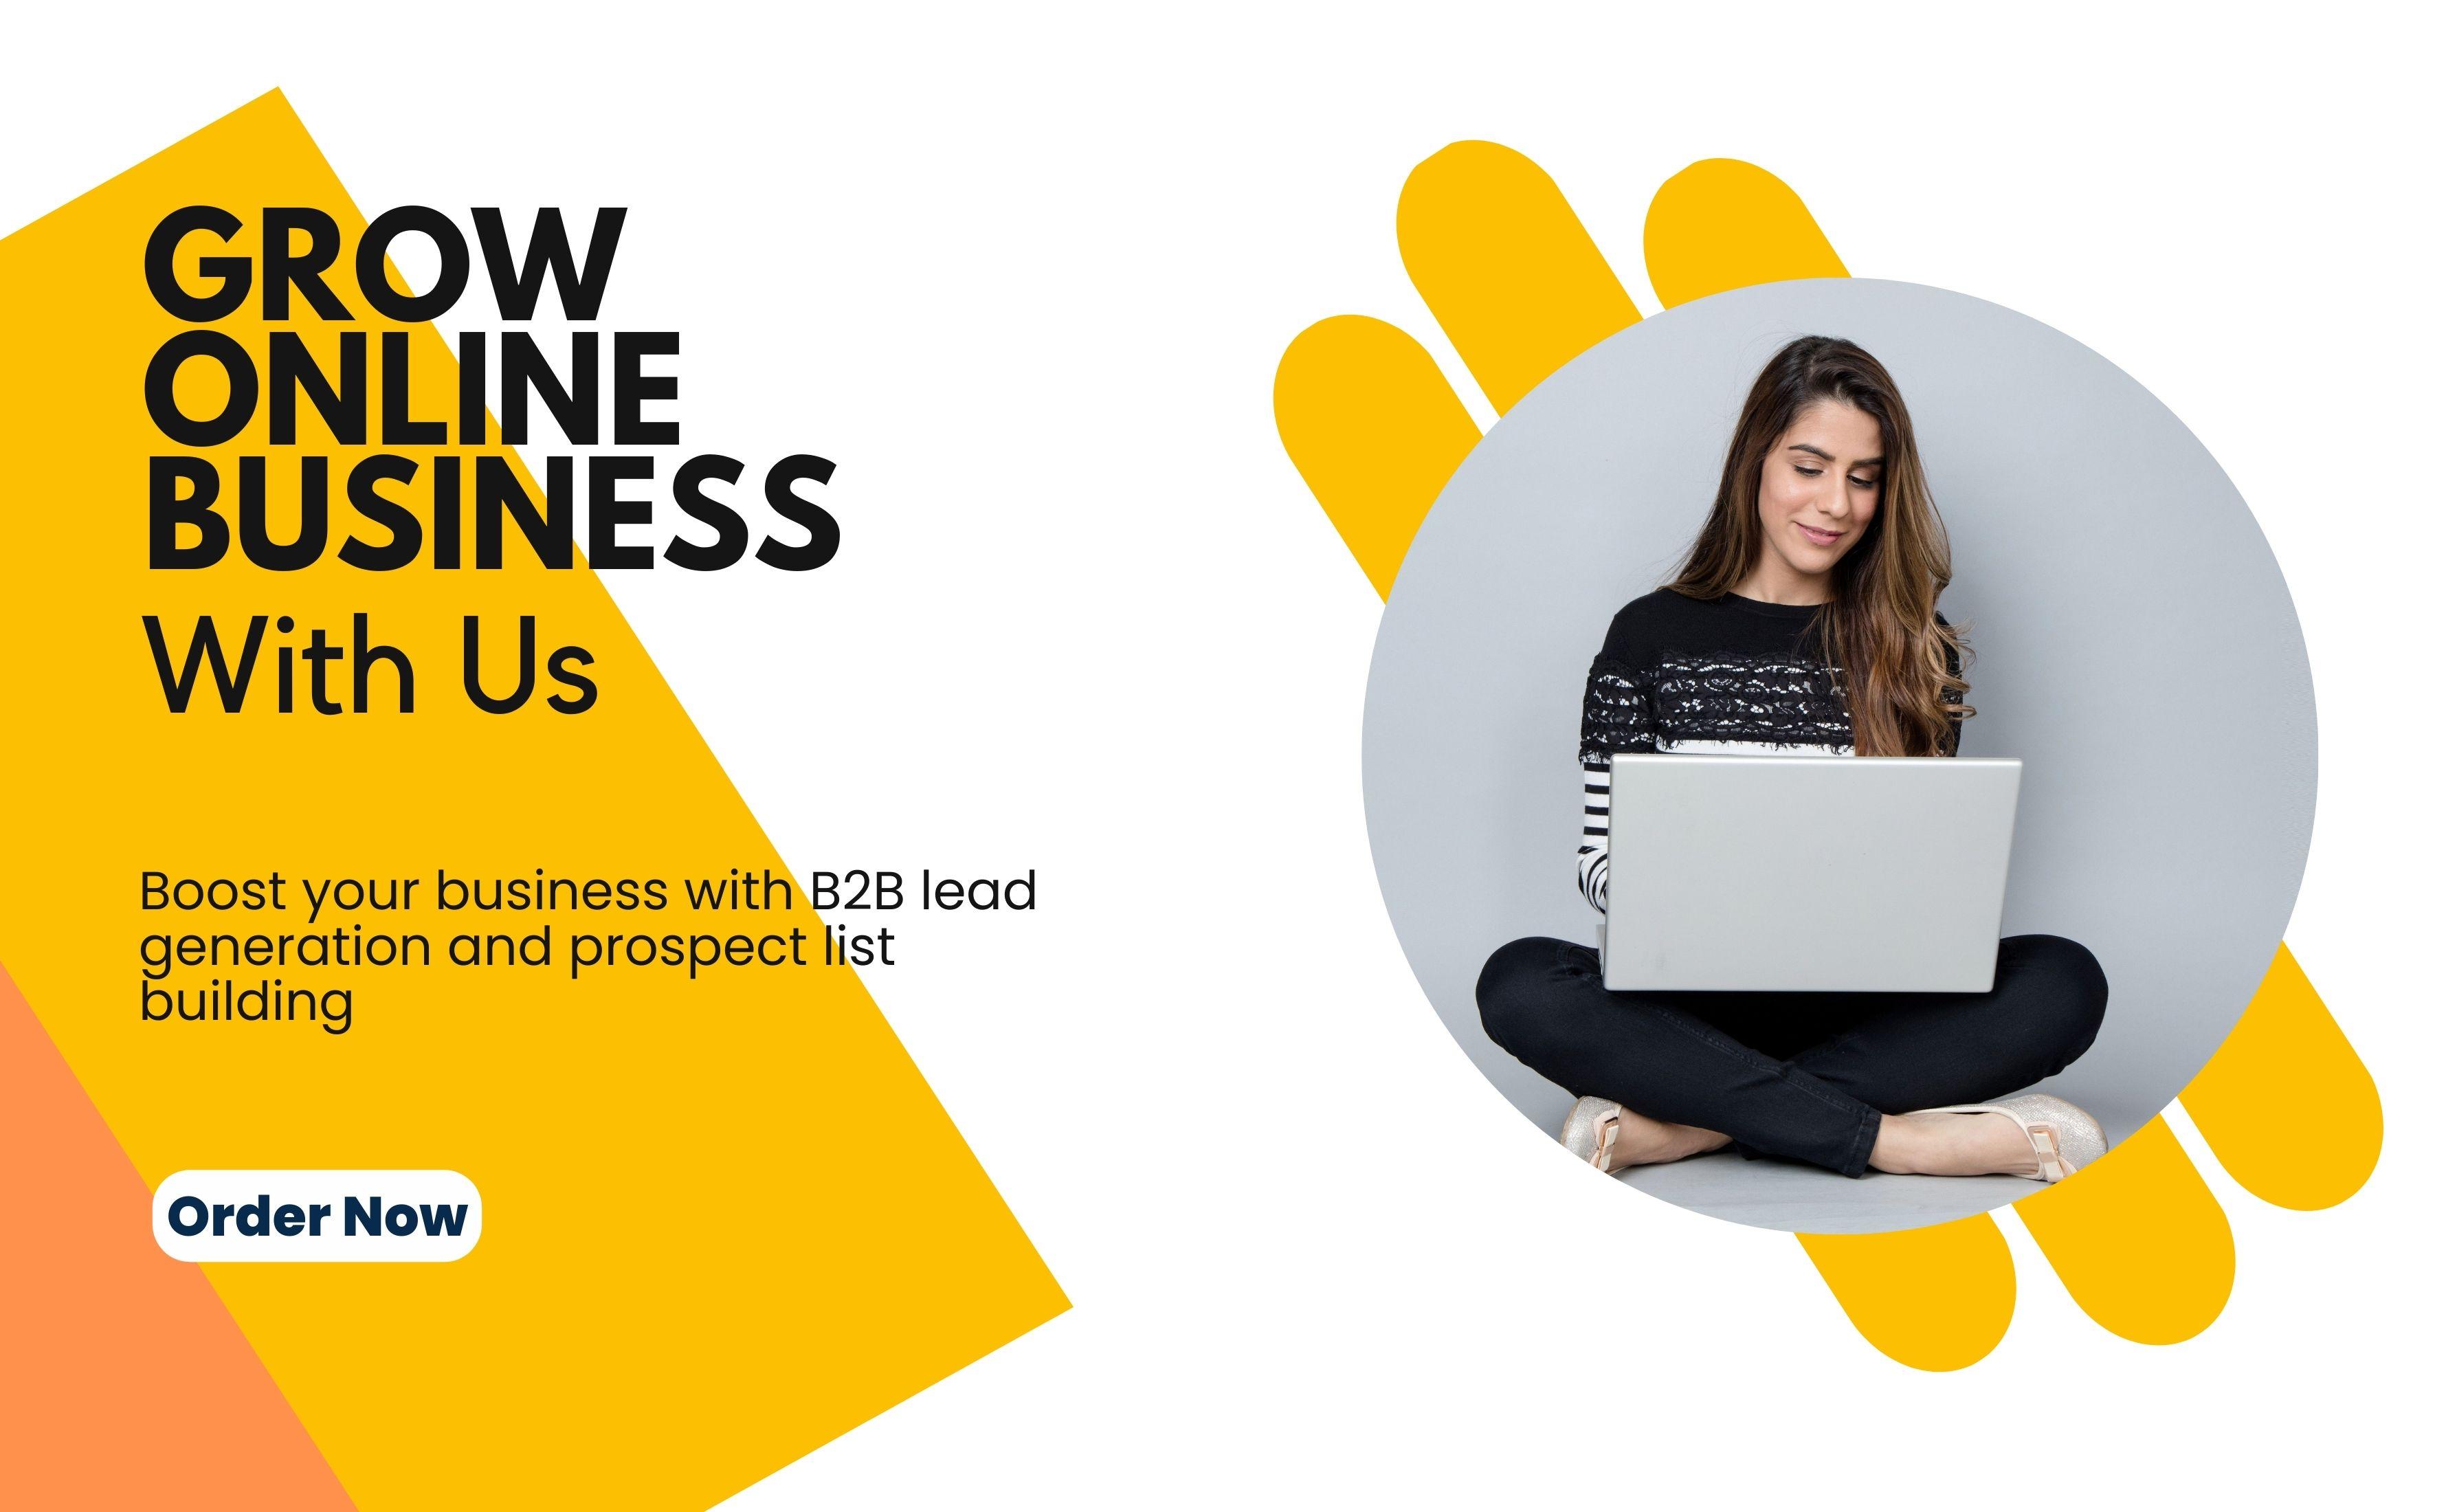 GROW
ONLINE
BUSINESS
With Us
Boost your business with B2B lead
generation and prospect list
building
Order Now